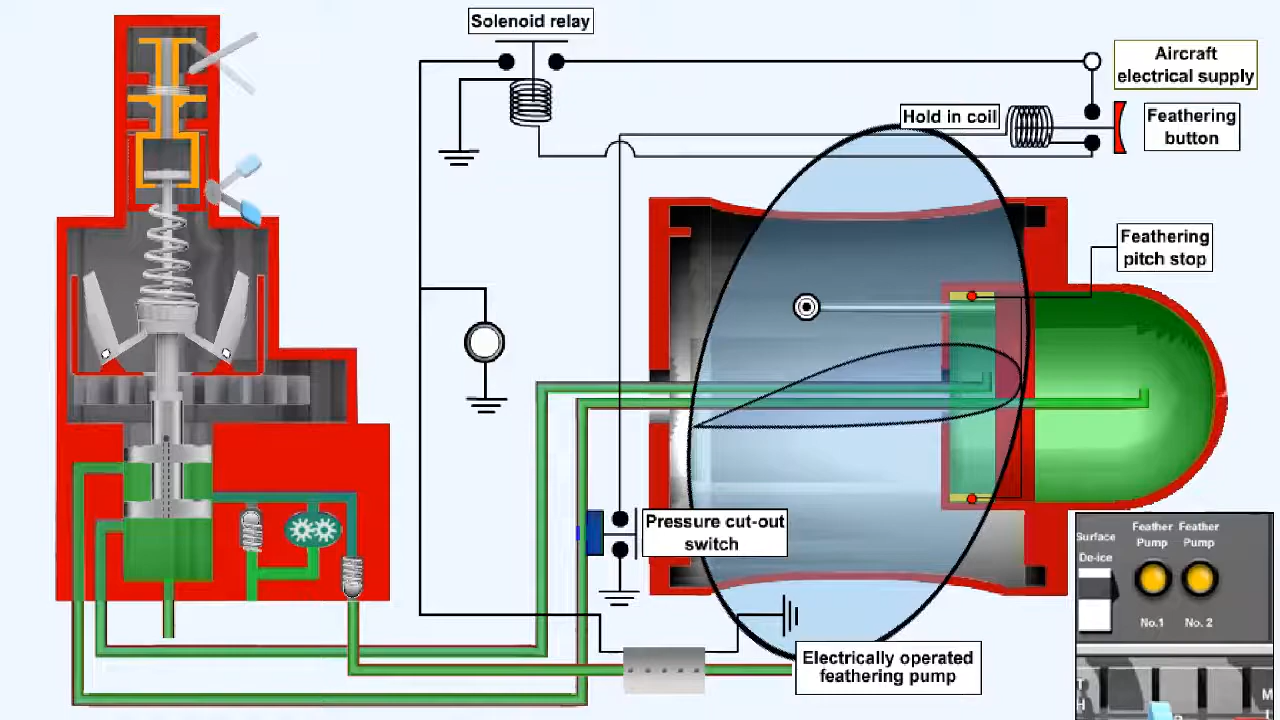 Solenoid relay
Aircraft
electrical supply
Hold in coil
Feathering
button
Feathering
pitch stop
Pressure cut-out
switch
Electrically operated
feathering pump
Surface
De-ice
Feather
Pump
Feather
Pump
No.1
No. 2
T
H
M